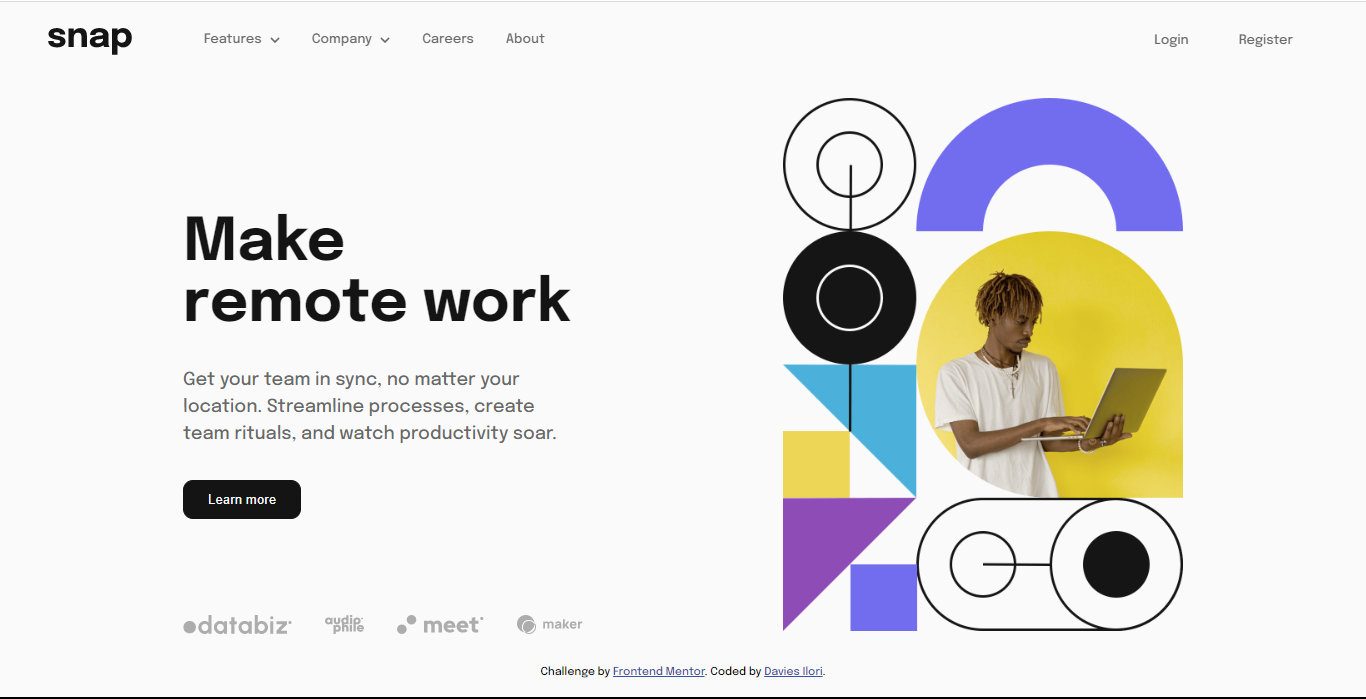 snap Features Company Careers About Login Register
Make
remote work
Get your team in sync, no matter your
location. Streamline processes, create
team rituals, and watch productivity soar.
Learn more
databiz audiophile meet maker
Challenge by Frontend Mentor. Coded by Davies Ilori.